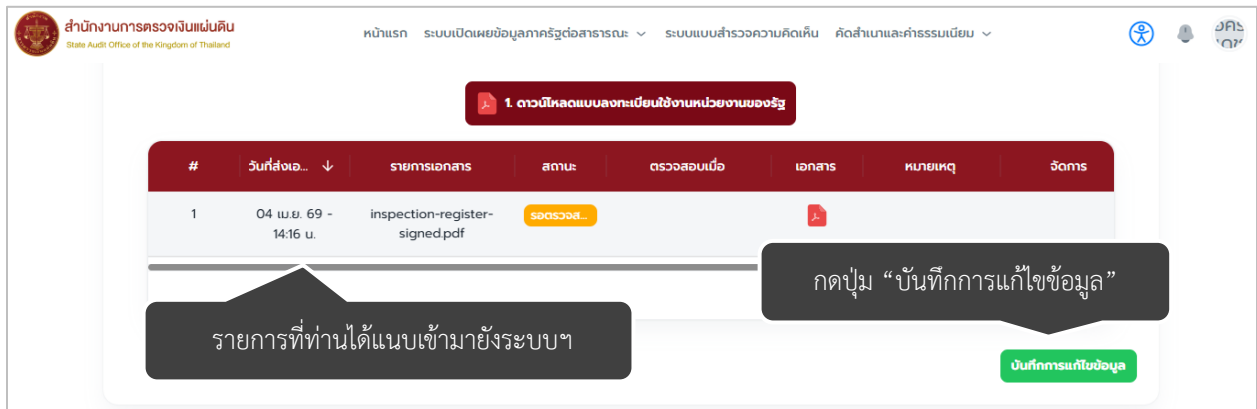 สำนักงานการตรวจเงินแผ่นดิน
State Audit Office of the Kingdom of Thailand
หน้าแรก ระบบเปิดเผยข้อมูลภาครัฐต่อสาธารณะ ระบบแบบสำรวจความคิดเห็น คัดสำเนาและค่าธรรมเนียม
1. ดาวน์โหลดแบบลงทะเบียนใช้งานหน่วยงานของรัฐ
# วันที่ส่งเอ... รายการเอกสาร สถานะ ตรวจสอบเมื่อ เอกสาร หมายเหตุ จัดการ
1 04 เม.ย. 69 - inspection-register- รอตรวจส...
14:16 น. signed.pdf
กดปุ่ม “บันทึกการแก้ไขข้อมูล”
รายการที่ท่านได้แนบเข้ามายังระบบฯ
บันทึกการแก้ไขข้อมูล